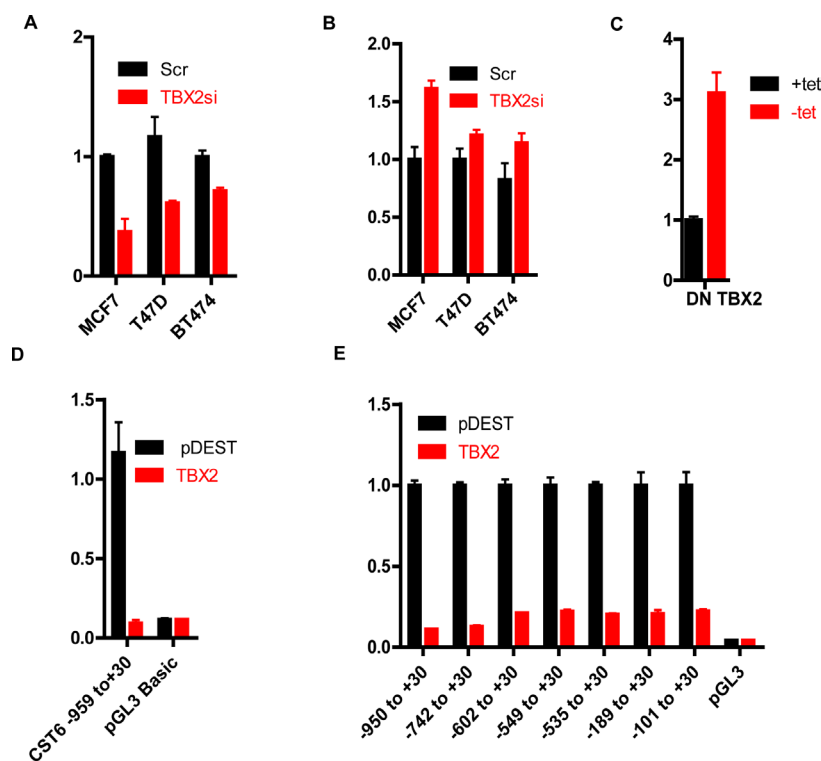 A
Scr
TBX2si
2
1
0
MCF7
T47D
BT474
B
Scr
TBX2si
2.0
1.5
1.0
0.5
0.0
MCF7
T47D
BT474
C
+tet
-tet
4
3
2
1
0
DN TBX2
D
pDEST
TBX2
1.5
1.0
0.5
0.0
CST6 -959 to+30
pGL3 Basic
E
pDEST
TBX2
1.5
1.0
0.5
0.0
-950 to +30
-742 to +30
-602 to +30
-549 to +30
-535 to +30
-189 to +30
-101 to +30
pGL3